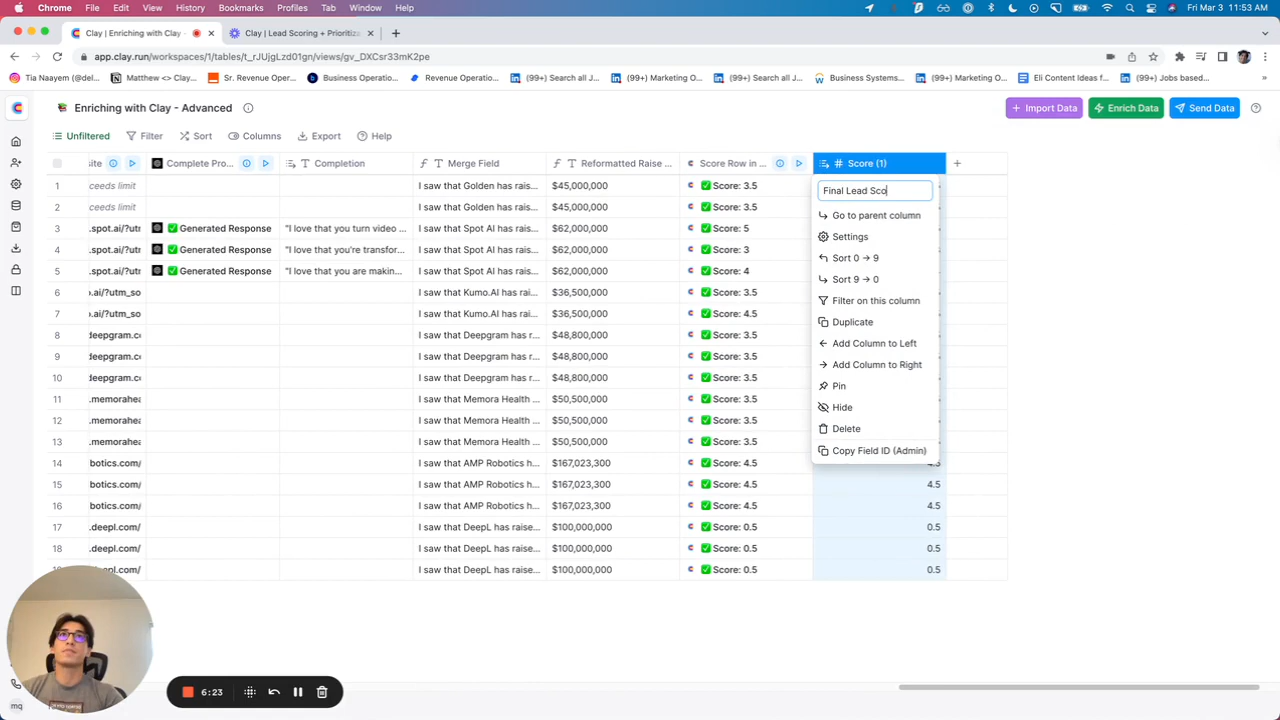 Chrome File Edit View History Bookmarks Profiles Tab Window Help Fri Mar 3 11:53 AM
Clay | Enriching with Clay - Adv Clay | Lead Scoring + Prioritiza
app.clay.run/workspaces/1/tables/t_rJUjgLzd01gn/views/gv_DXCsr33mK2pe
Tia Naayem (@del... Matthew <> Clay... Sr. Revenue Oper... Business Operatio... Revenue Operatio... (99+) Search all J... (99+) Marketing O... (99+) Search all J... Business Systems... (99+) Marketing O... Eli Content Ideas f... (99+) Jobs based... »
Enriching with Clay - Advanced Import Data Enrich Data Send Data
Unfiltered Filter Sort Columns Export Help
site Complete Pro... Completion Merge Field Reformatted Raise ... Score Row in ... Score (1)
1 ceeds limit I saw that Golden has rais... $45,000,000 Score: 3.5
2 ceeds limit I saw that Golden has rais... $45,000,000 Score: 3.5
3 .spot.ai/?utr Generated Response "I love that you turn video ... I saw that Spot AI has rais... $62,000,000 Score: 5
4 .spot.ai/?utr Generated Response "I love that you're transfor... I saw that Spot AI has rais... $62,000,000 Score: 3
5 .spot.ai/?utr Generated Response "I love that you are makin... I saw that Spot AI has rais... $62,000,000 Score: 4
6 o.ai/?utm_so I saw that Kumo.AI has rai... $36,500,000 Score: 3.5
7 o.ai/?utm_so I saw that Kumo.AI has rai... $36,500,000 Score: 4.5
8 deepgram.co I saw that Deepgram has r... $48,800,000 Score: 3.5
9 deepgram.co I saw that Deepgram has r... $48,800,000 Score: 3.5
10 deepgram.co I saw that Deepgram has r... $48,800,000 Score: 3.5
11 .memorahea I saw that Memora Health ... $50,500,000 Score: 3.5
12 .memorahea I saw that Memora Health ... $50,500,000 Score: 3.5
13 .memorahea I saw that Memora Health ... $50,500,000 Score: 3.5
14 botics.com/ I saw that AMP Robotics h... $167,023,300 Score: 4.5 4.5
15 botics.com/ I saw that AMP Robotics h... $167,023,300 Score: 4.5 4.5
16 botics.com/ I saw that AMP Robotics h... $167,023,300 Score: 4.5 4.5
17 .deepl.com/ I saw that DeepL has raise... $100,000,000 Score: 0.5 0.5
18 .deepl.com/ I saw that DeepL has raise... $100,000,000 Score: 0.5 0.5
.deepl.com/ I saw that DeepL has raise... $100,000,000 Score: 0.5 0.5
Final Lead Sco
Go to parent column
Settings
Sort 0 → 9
Sort 9 → 0
Filter on this column
Duplicate
Add Column to Left
Add Column to Right
Pin
Hide
Delete
Copy Field ID (Admin)
6:23
mq